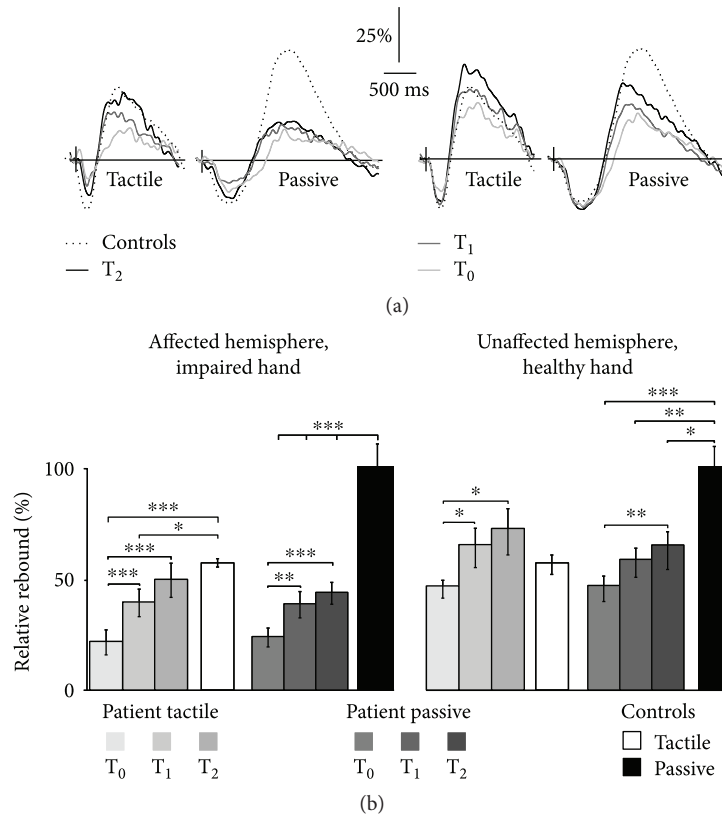 25%
500 ms
Tactile
Passive
Tactile
Passive
Controls
T2
T1
T0
(a)
Affected hemisphere,
impaired hand
Unaffected hemisphere,
healthy hand
Relative rebound (%)
100
50
0
***
*
***
***
***
***
**
*
*
***
**
*
**
Patient tactile
Patient passive
Controls
T0
T1
T2
T0
T1
T2
Tactile
Passive
(b)